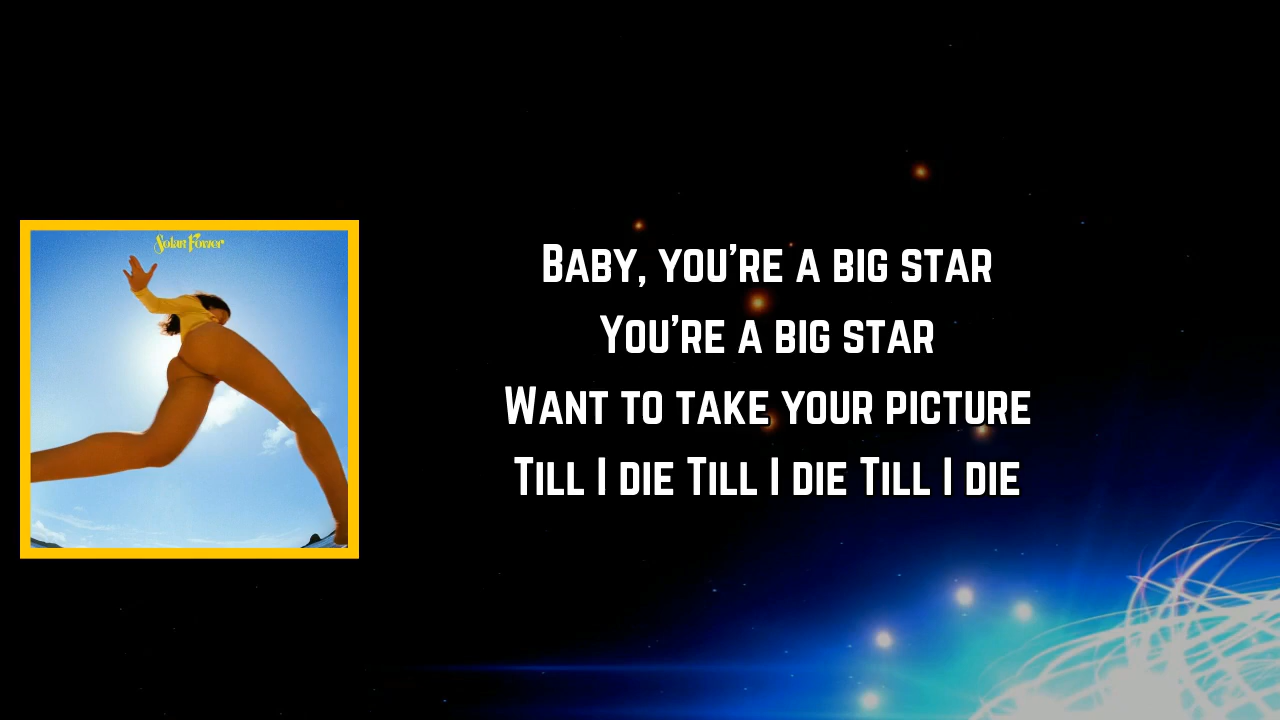 Solar Power
Baby, you're a big star
You're a big star
Want to take your picture
Till I die Till I die Till I die